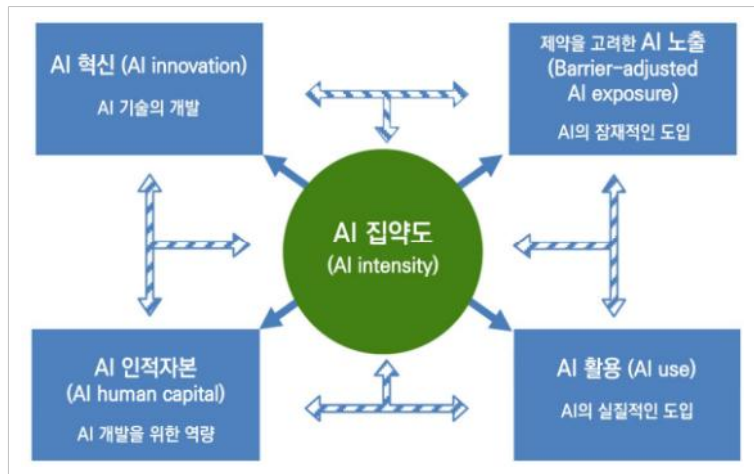 AI 혁신 (AI innovation)
AI 기술의 개발
제약을 고려한 AI 노출
(Barrier-adjusted
AI exposure)
AI의 잠재적인 도입
AI 집약도
(AI intensity)
AI 인적자본
(AI human capital)
AI 개발을 위한 역량
AI 활용 (AI use)
AI의 실질적인 도입